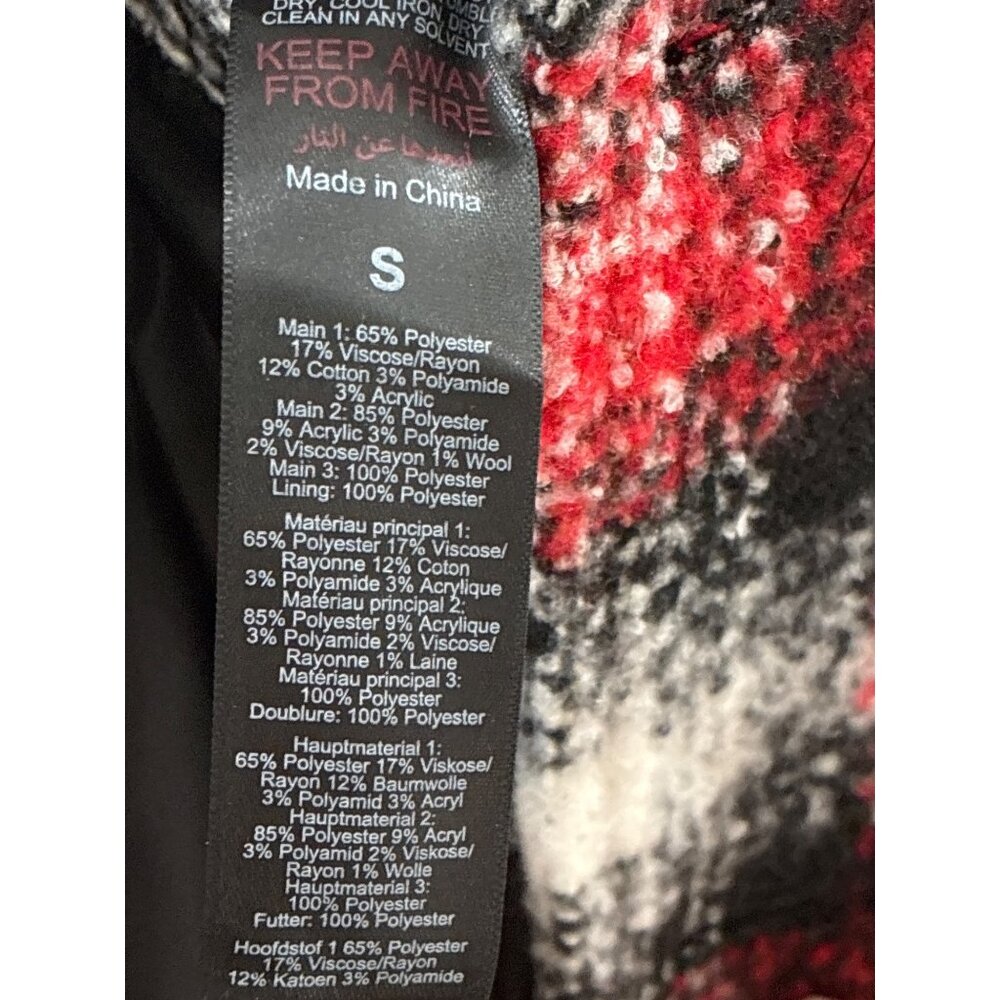 DRY, COOL IRON, DRY
CLEAN IN ANY SOLVENT
KEEP AWAY
FROM FIRE
أبعدها عن النار
Made in China
S
Main 1: 65% Polyester
17% Viscose/Rayon
12% Cotton 3% Polyamide
3% Acrylic
Main 2: 85% Polyester
9% Acrylic 3% Polyamide
2% Viscose/Rayon 1% Wool
Main 3: 100% Polyester
Lining: 100% Polyester
Matériau principal 1:
65% Polyester 17% Viscose/
Rayonne 12% Coton
3% Polyamide 3% Acrylique
Matériau principal 2:
85% Polyester 9% Acrylique
3% Polyamide 2% Viscose/
Rayonne 1% Laine
Matériau principal 3:
100% Polyester
Doublure: 100% Polyester
Hauptmaterial 1:
65% Polyester 17% Viskose/
Rayon 12% Baumwolle
3% Polyamid 3% Acryl
Hauptmaterial 2:
85% Polyester 9% Acryl
3% Polyamid 2% Viskose/
Rayon 1% Wolle
Hauptmaterial 3:
100% Polyester
Futter: 100% Polyester
Hoofdstof 1 65% Polyester
17% Viscose/Rayon
12% Katoen 3% Polyamide